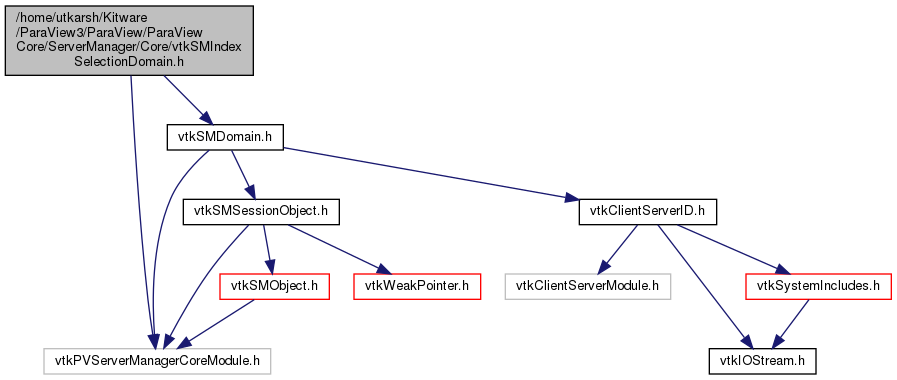 /home/utkarsh/Kitware
/ParaView3/ParaView/ParaView
Core/ServerManager/Core/vtkSMIndex
SelectionDomain.h
vtkSMDomain.h
vtkSMSessionObject.h
vtkClientServerID.h
vtkSMObject.h
vtkWeakPointer.h
vtkClientServerModule.h
vtkSystemIncludes.h
vtkPVServerManagerCoreModule.h
vtkIOStream.h